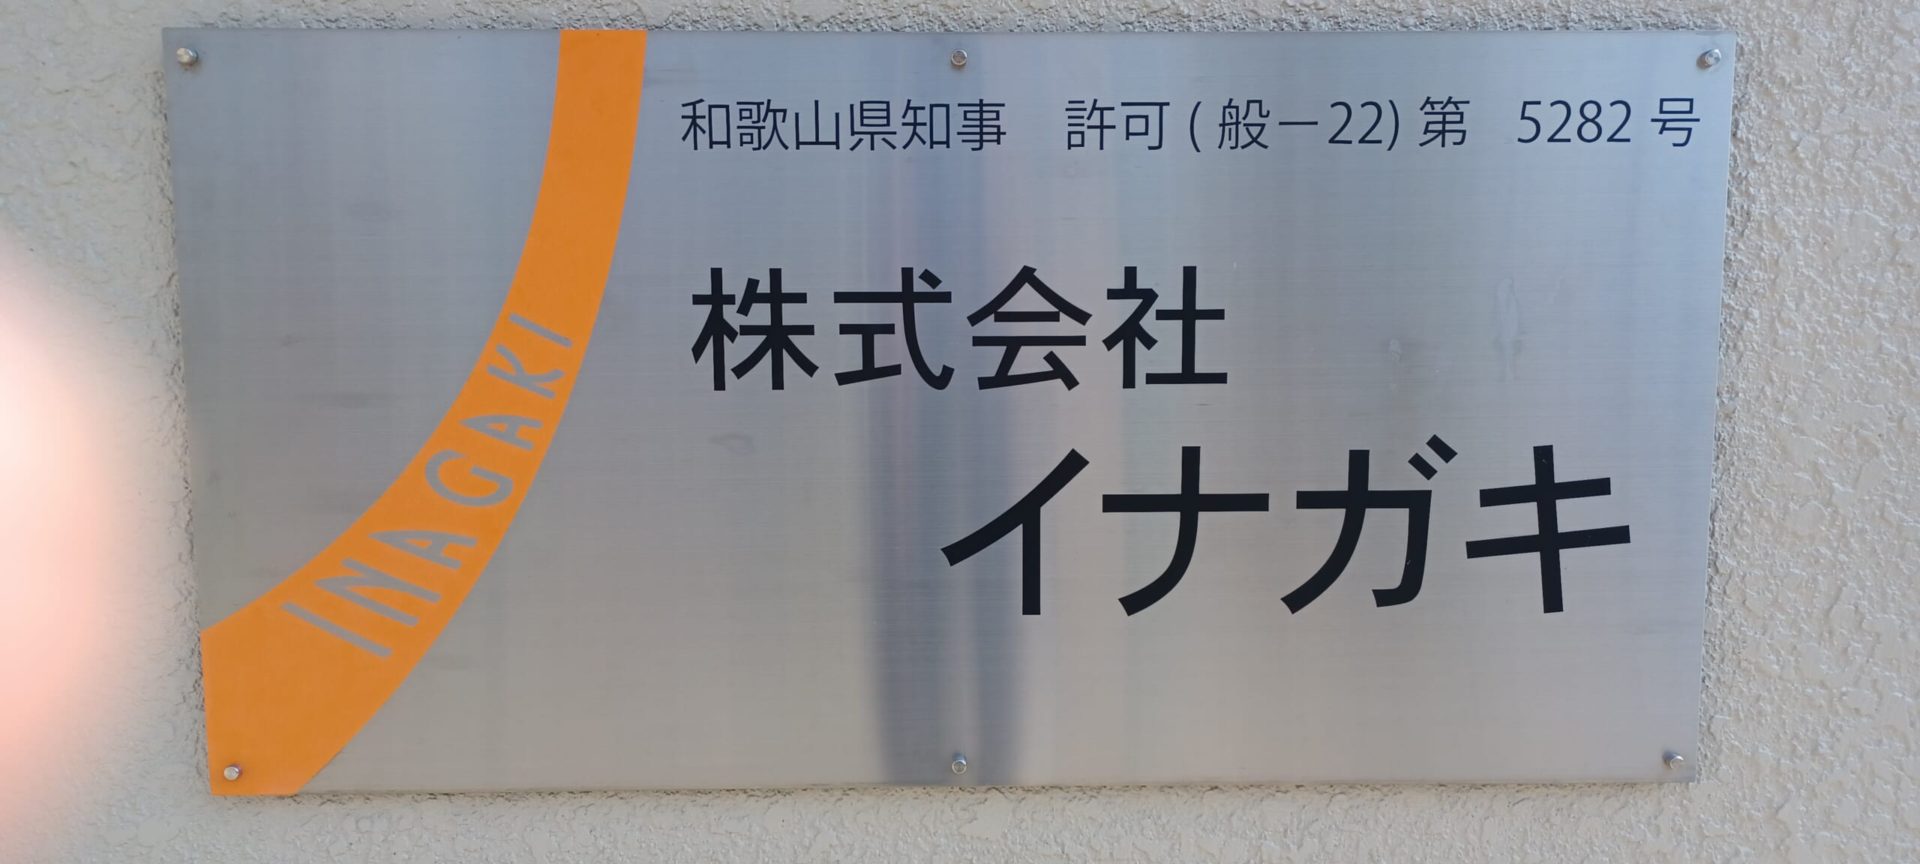 和歌山県知事　許可 ( 般－22) 第　5282 号
株式会社
イナガキ
INAGAKI